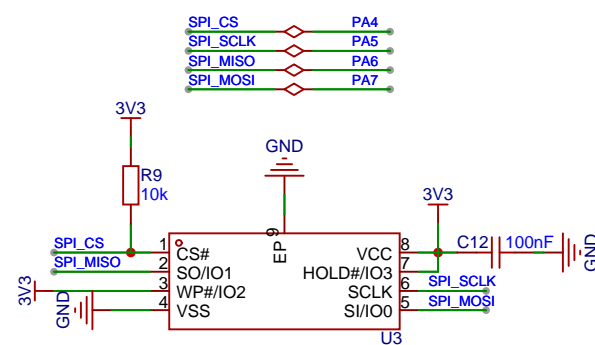 SPI_CS PA4
SPI_SCLK PA5
SPI_MISO PA6
SPI_MOSI PA7
3V3
GND
R9
10k
3V3
SPI_CS 1 CS# EP 9 VCC 8 C12 100nF GND
SPI_MISO 2 SO/IO1 HOLD#/IO3 7
3V3 3 WP#/IO2 SCLK 6 SPI_SCLK
GND 4 VSS SI/IO0 5 SPI_MOSI
U3